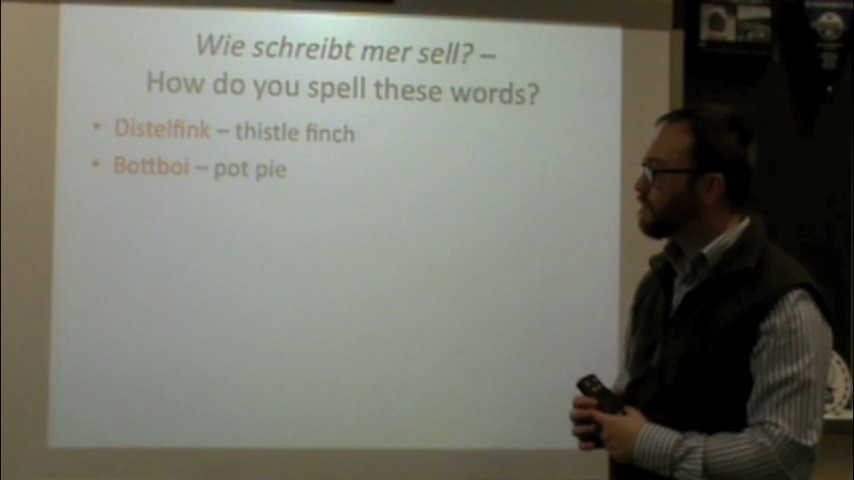 Wie schreibt mer sell? –
How do you spell these words?
• Distelfink – thistle finch
• Bottboi – pot pie